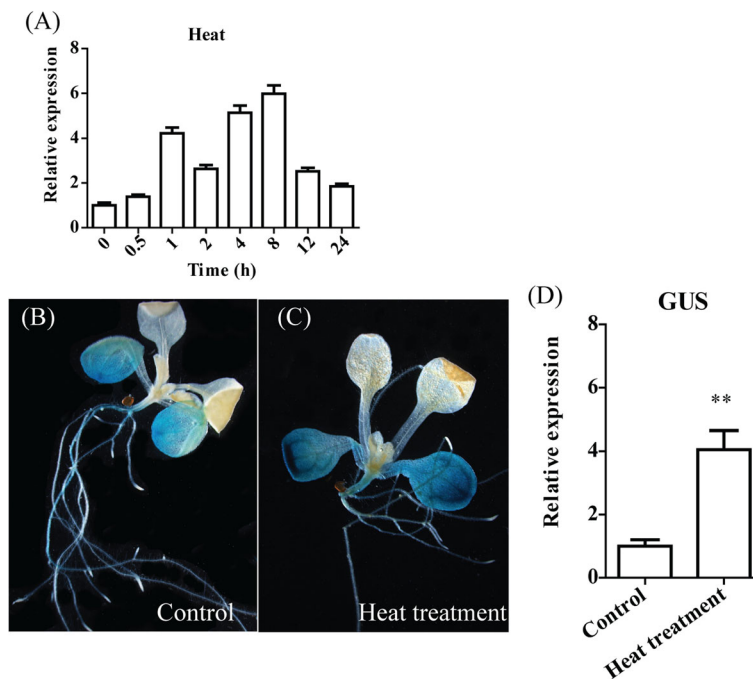 (A)
Heat
Relative expression
8
6
4
2
0
0 0.5 1 2 4 8 12 24
Time (h)
(B)
Control
(C)
Heat treatment
(D)
GUS
Relative expression
8
6
4
2
0
**
Control
Heat treatment